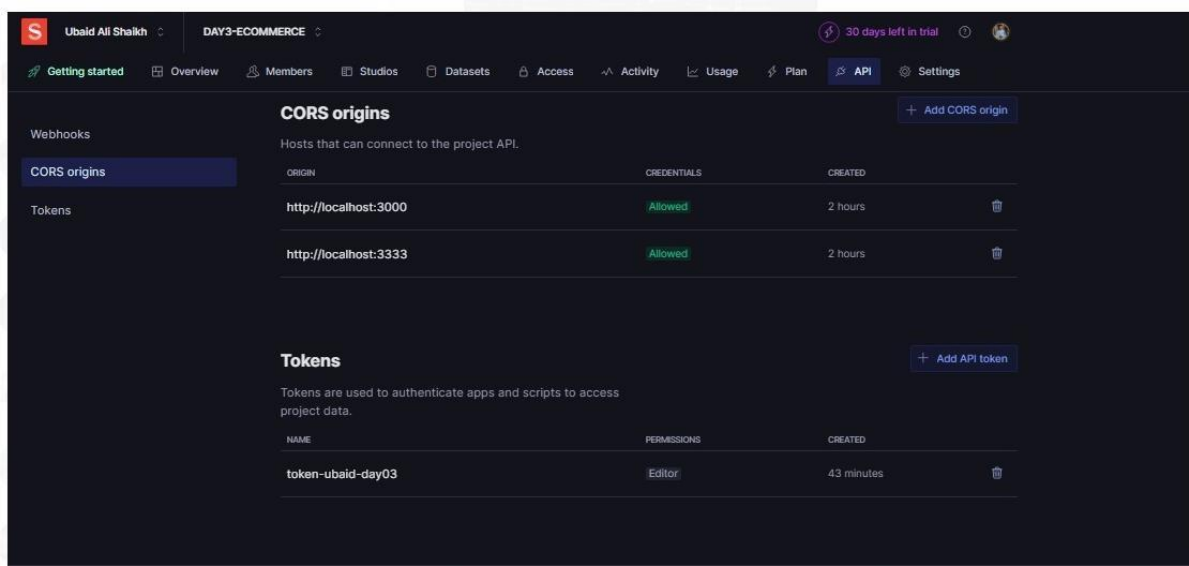 S Ubaid Ali Shaikh DAY3-ECOMMERCE 30 days left in trial
Getting started Overview Members Studios Datasets Access Activity Usage Plan API Settings
Webhooks
CORS origins
Tokens
CORS origins
+ Add CORS origin
Hosts that can connect to the project API.
ORIGIN CREDENTIALS CREATED
http://localhost:3000 Allowed 2 hours
http://localhost:3333 Allowed 2 hours
Tokens
+ Add API token
Tokens are used to authenticate apps and scripts to access
project data.
NAME PERMISSIONS CREATED
token-ubaid-day03 Editor 43 minutes